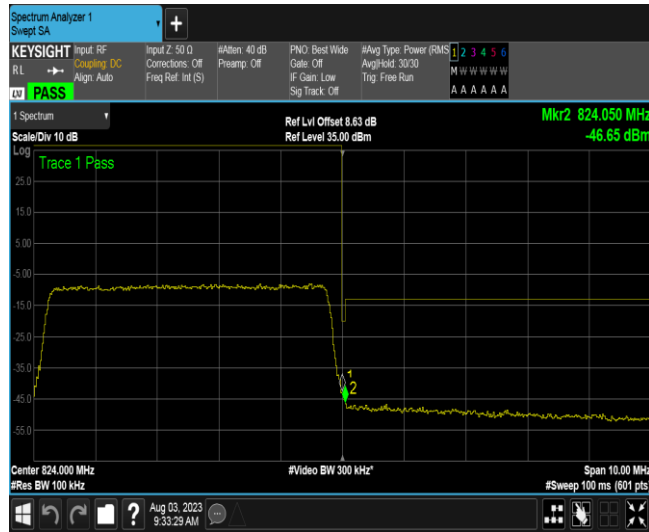 Spectrum Analyzer 1
Swept SA
KEYSIGHT Input: RF Input Z: 50 Ω #Atten: 40 dB PNO: Best Wide #Avg Type: Power (RMS 1 2 3 4 5 6
R L Coupling: DC Corrections: Off Preamp: Off Gate: Off Avg|Hold: 30/30 M W W W W W
Align: Auto Freq Ref: Int (S) IF Gain: Low Trig: Free Run
LXI PASS Sig Track: Off A A A A A A
1 Spectrum Ref Lvl Offset 8.63 dB Mkr2 824.050 MHz
Scale/Div 10 dB Ref Level 35.00 dBm -46.65 dBm
Log
Trace 1 Pass
25.0
15.0
5.00
-5.00
-15.0
-25.0
-35.0
1
2
-45.0
-55.0
Center 824.000 MHz #Video BW 300 kHz* Span 10.00 MHz
#Res BW 100 kHz #Sweep 100 ms (601 pts)
? Aug 03, 2023
9:33:29 AM